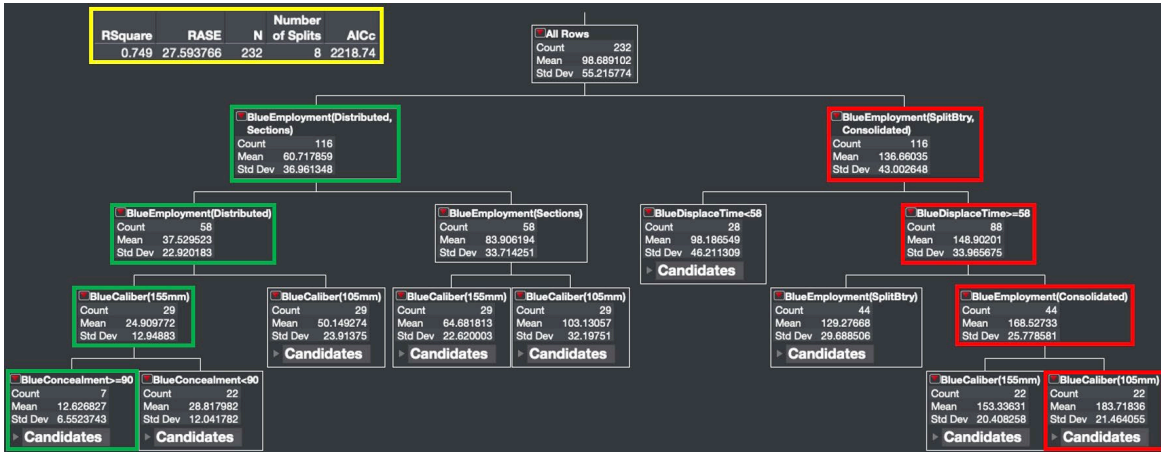 Number
RSquare RASE N of Splits AICc
0.749 27.593766 232 8 2218.74
All Rows
Count 232
Mean 98.689102
Std Dev 55.215774
BlueEmployment(Distributed,
Sections)
Count 116
Mean 60.717859
Std Dev 36.961348
BlueEmployment(SplitBtry,
Consolidated)
Count 116
Mean 136.66035
Std Dev 43.002648
BlueEmployment(Distributed)
Count 58
Mean 37.529523
Std Dev 22.920183
BlueEmployment(Sections)
Count 58
Mean 83.906194
Std Dev 33.714251
BlueDisplaceTime<58
Count 28
Mean 98.186549
Std Dev 46.211309
Candidates
BlueDisplaceTime>=58
Count 88
Mean 148.90201
Std Dev 33.965675
BlueCaliber(155mm)
Count 29
Mean 24.909772
Std Dev 12.94883
BlueCaliber(105mm)
Count 29
Mean 50.149274
Std Dev 23.91375
Candidates
BlueCaliber(155mm)
Count 29
Mean 64.681813
Std Dev 22.620003
Candidates
BlueCaliber(105mm)
Count 29
Mean 103.13057
Std Dev 32.19751
Candidates
BlueEmployment(SplitBtry)
Count 44
Mean 129.27668
Std Dev 29.688506
Candidates
BlueEmployment(Consolidated)
Count 44
Mean 168.52733
Std Dev 25.778581
BlueConcealment>=90
Count 7
Mean 12.626827
Std Dev 6.5523743
Candidates
BlueConcealment<90
Count 22
Mean 28.817982
Std Dev 12.041782
Candidates
BlueCaliber(155mm)
Count 22
Mean 153.33631
Std Dev 20.408258
Candidates
BlueCaliber(105mm)
Count 22
Mean 183.71836
Std Dev 21.464055
Candidates